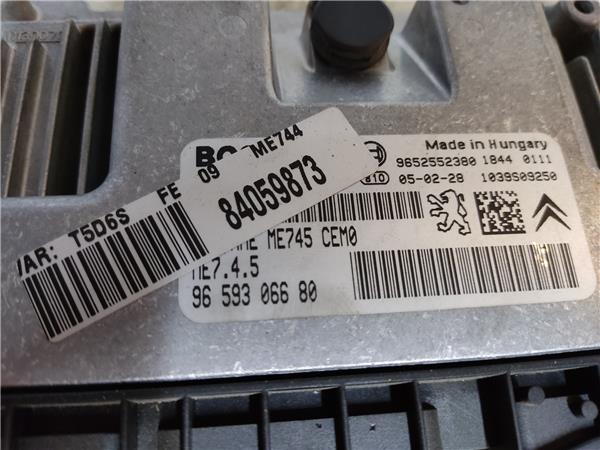 BO
Made in Hungary
9652552380 1844 0111
05-02-28 1039S09250
ME745 CEM0
ME7.4.5
96 593 066 80
VAR: T5D6S FE 09 ME744
84059873